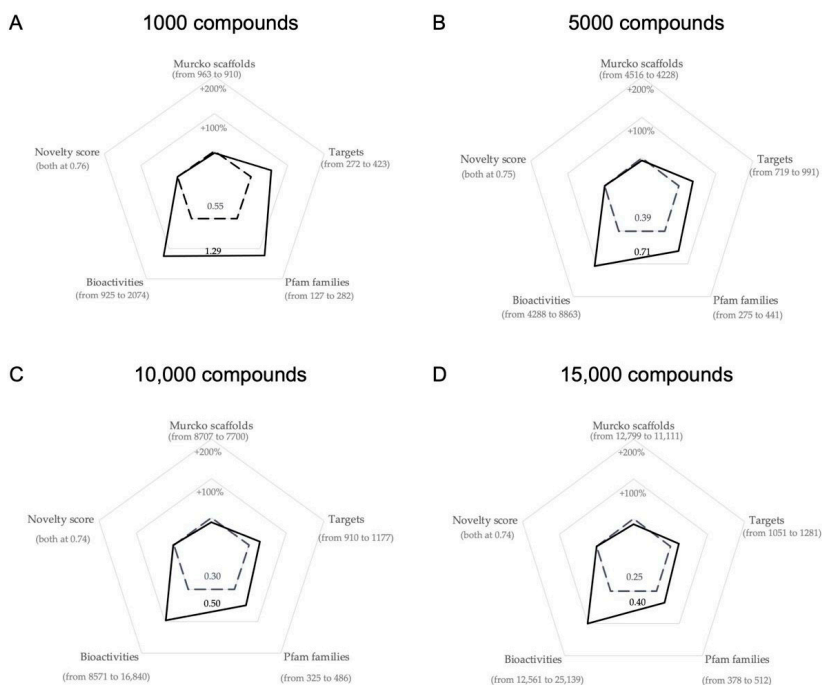 A
1000 compounds
Murcko scaffolds
(from 963 to 910)
+200%
+100%
Novelty score
(both at 0.76)
Targets
(from 272 to 423)
0.55
1.29
Bioactivities
(from 925 to 2074)
Pfam families
(from 127 to 282)
B
5000 compounds
Murcko scaffolds
(from 4516 to 4228)
+200%
+100%
Novelty score
(both at 0.75)
Targets
(from 719 to 991)
0.39
0.71
Bioactivities
(from 4288 to 8863)
Pfam families
(from 275 to 441)
C
10,000 compounds
Murcko scaffolds
(from 8707 to 7700)
+200%
+100%
Novelty score
(both at 0.74)
Targets
(from 910 to 1177)
0.30
0.50
Bioactivities
(from 8571 to 16,840)
Pfam families
(from 325 to 486)
D
15,000 compounds
Murcko scaffolds
(from 12,799 to 11,111)
+200%
+100%
Novelty score
(both at 0.74)
Targets
(from 1051 to 1281)
0.25
0.40
Bioactivities
(from 12,561 to 25,139)
Pfam families
(from 378 to 512)